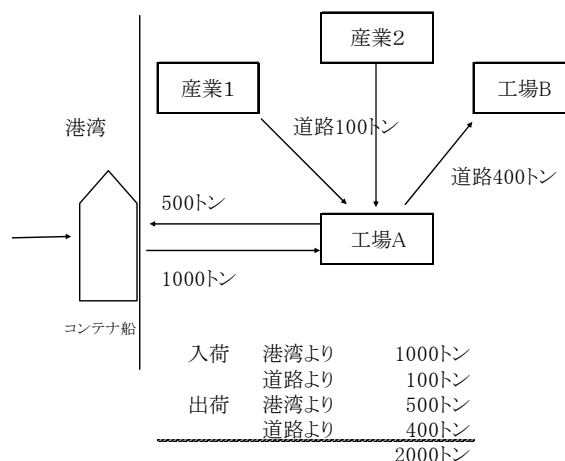 産業2
産業1
工場B
港湾
道路100トン
道路400トン
500トン
工場A
1000トン
コンテナ船
入荷 港湾より 1000トン
道路より 100トン
出荷 港湾より 500トン
道路より 400トン
2000トン